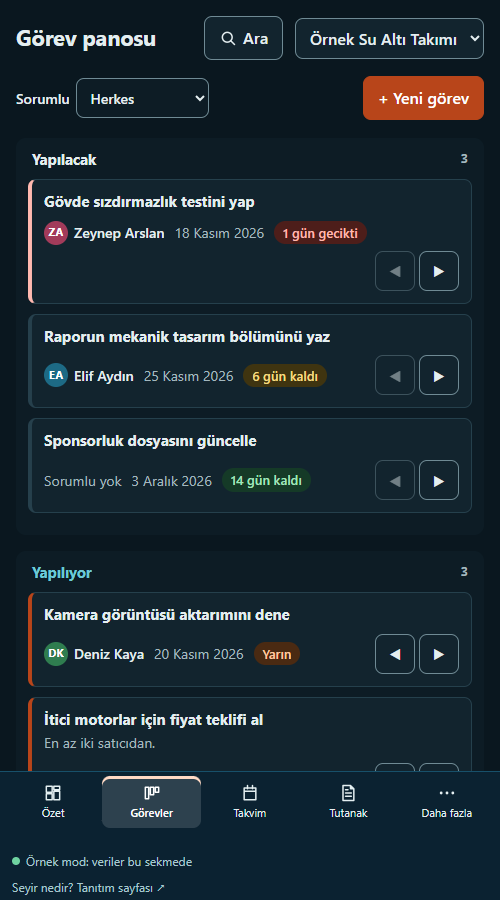 Görev panosu
Ara
Örnek Su Altı Takımı
Sorumlu
Herkes
+ Yeni görev
Yapılacak
3
Gövde sızdırmazlık testini yap
ZA Zeynep Arslan 18 Kasım 2026 1 gün gecikti
◀ ▶
Raporun mekanik tasarım bölümünü yaz
EA Elif Aydın 25 Kasım 2026 6 gün kaldı ◀ ▶
Sponsorluk dosyasını güncelle
Sorumlu yok 3 Aralık 2026 14 gün kaldı ◀ ▶
Yapılıyor
3
Kamera görüntüsü aktarımını dene
DK Deniz Kaya 20 Kasım 2026 Yarın ◀ ▶
İtici motorlar için fiyat teklifi al
En az iki satıcıdan.
Özet
Görevler
Takvim
Tutanak
Daha fazla
Örnek mod: veriler bu sekmede
Seyir nedir? Tanıtım sayfası ↗